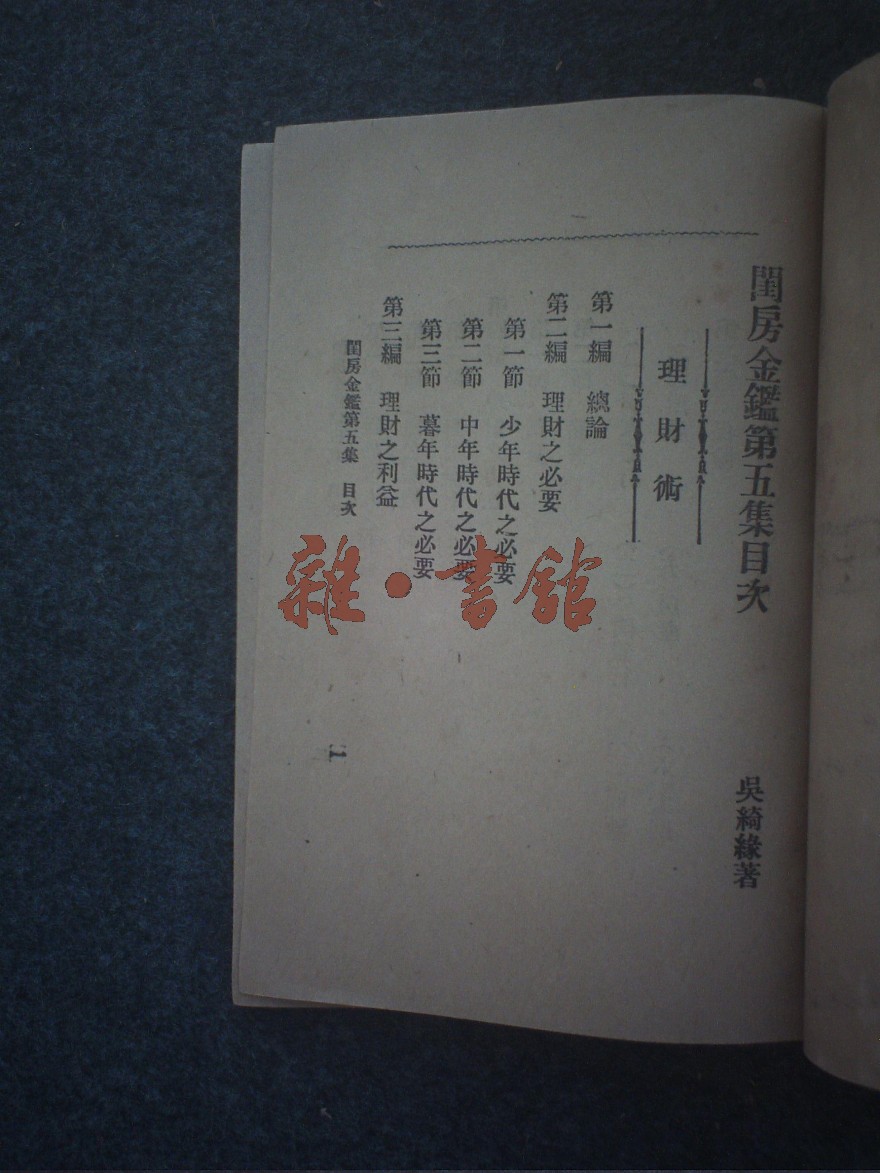 閨房金鑑第五集目次
吳綺緣著
理財術
第一編　總論
第二編　理財之必要
第一節　少年時代之必要
第二節　中年時代之必要
第三節　暮年時代之必要
第三編　理財之利益
閨房金鑑第五集　目次
一
雜·書館